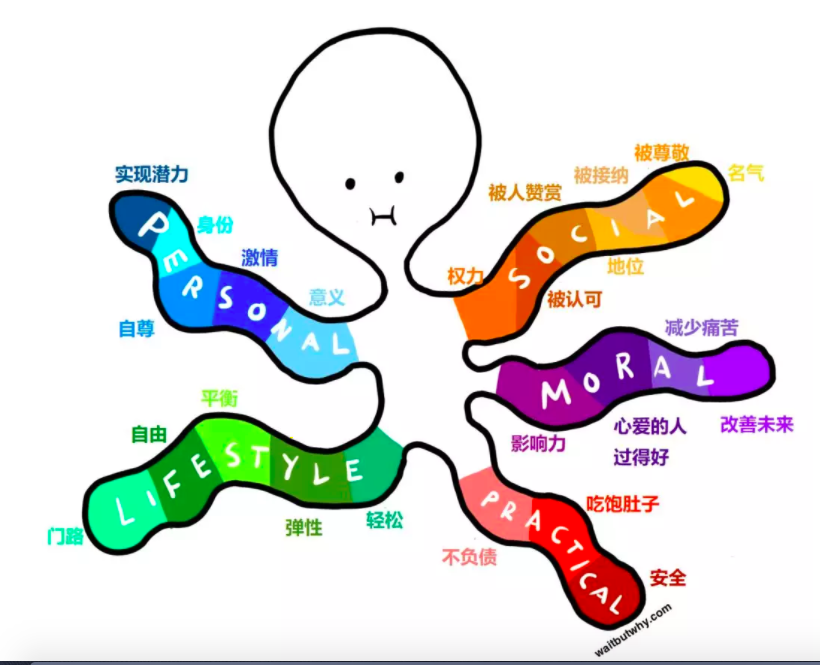 实现潜力
身份
激情
意义
自尊
PERSONAL
被尊敬
名气
被接纳
被人赞赏
权力
地位
被认可
SOCIAL
减少痛苦
影响力
心爱的人
过得好
改善未来
MORAL
平衡
自由
门路
弹性
轻松
LIFESTYLE
吃饱肚子
不负债
安全
PRACTICAL
waitbutwhy.com